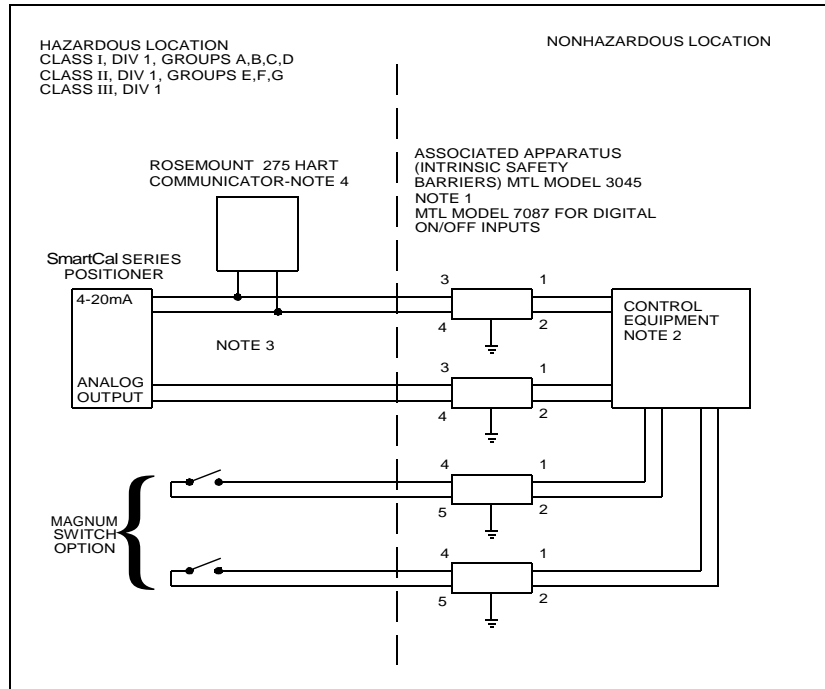 HAZARDOUS LOCATION
CLASS I, DIV 1, GROUPS A,B,C,D
CLASS II, DIV 1, GROUPS E,F,G
CLASS III, DIV 1
NONHAZARDOUS LOCATION
ROSEMOUNT 275 HART
COMMUNICATOR-NOTE 4
ASSOCIATED APPARATUS
(INTRINSIC SAFETY
BARRIERS) MTL MODEL 3045
NOTE 1
MTL MODEL 7087 FOR DIGITAL
ON/OFF INPUTS
SmartCal SERIES
POSITIONER
4-20mA
3
1
4
2
CONTROL
EQUIPMENT
NOTE 2
NOTE 3
ANALOG
OUTPUT
3
1
4
2
4
1
5
2
MAGNUM
SWITCH
OPTION
4
1
5
2